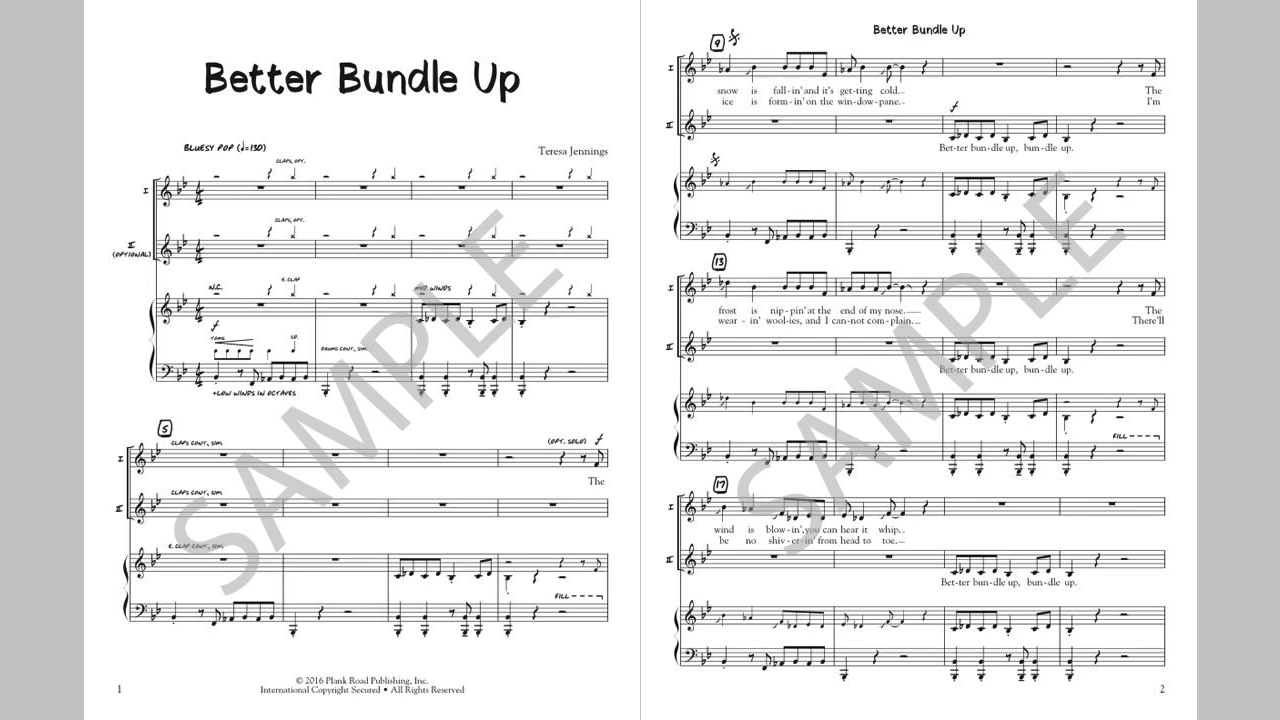 Better Bundle Up
BLUESY POP (♩=130)
Teresa Jennings
CLAPS, OPT.
I
CLAPS, OPT.
II
(OPTIONAL)
N.C.
E. CLAP
MID WINDS
f
TOMS
SD.
DRUMS CONT., SIM.
+LOW WINDS IN OCTAVES
5
CLAPS CONT., SIM.
(OPT. SOLO) f
I
The
CLAPS CONT., SIM.
II
E. CLAP CONT., SIM.
FILL
SAMPLE
© 2016 Plank Road Publishing, Inc.
International Copyright Secured • All Rights Reserved
1
Better Bundle Up
9
I
snow is fall-in' and it's get-ting cold. The
ice is form-in' on the win-dow-pane. I'm
f
II
Bet-ter bun-dle up, bun-dle up.
13
I
frost is nip-pin' at the end of my nose. The
wear-in' wool-ies, and I can-not com-plain. There'll
II
Bet-ter bun-dle up, bun-dle up.
FILL
17
I
wind is blow-in', you can hear it whip.
be no shiv-er-in' from head to toe.
II
Bet-ter bun-dle up, bun-dle up.
SAMPLE
2